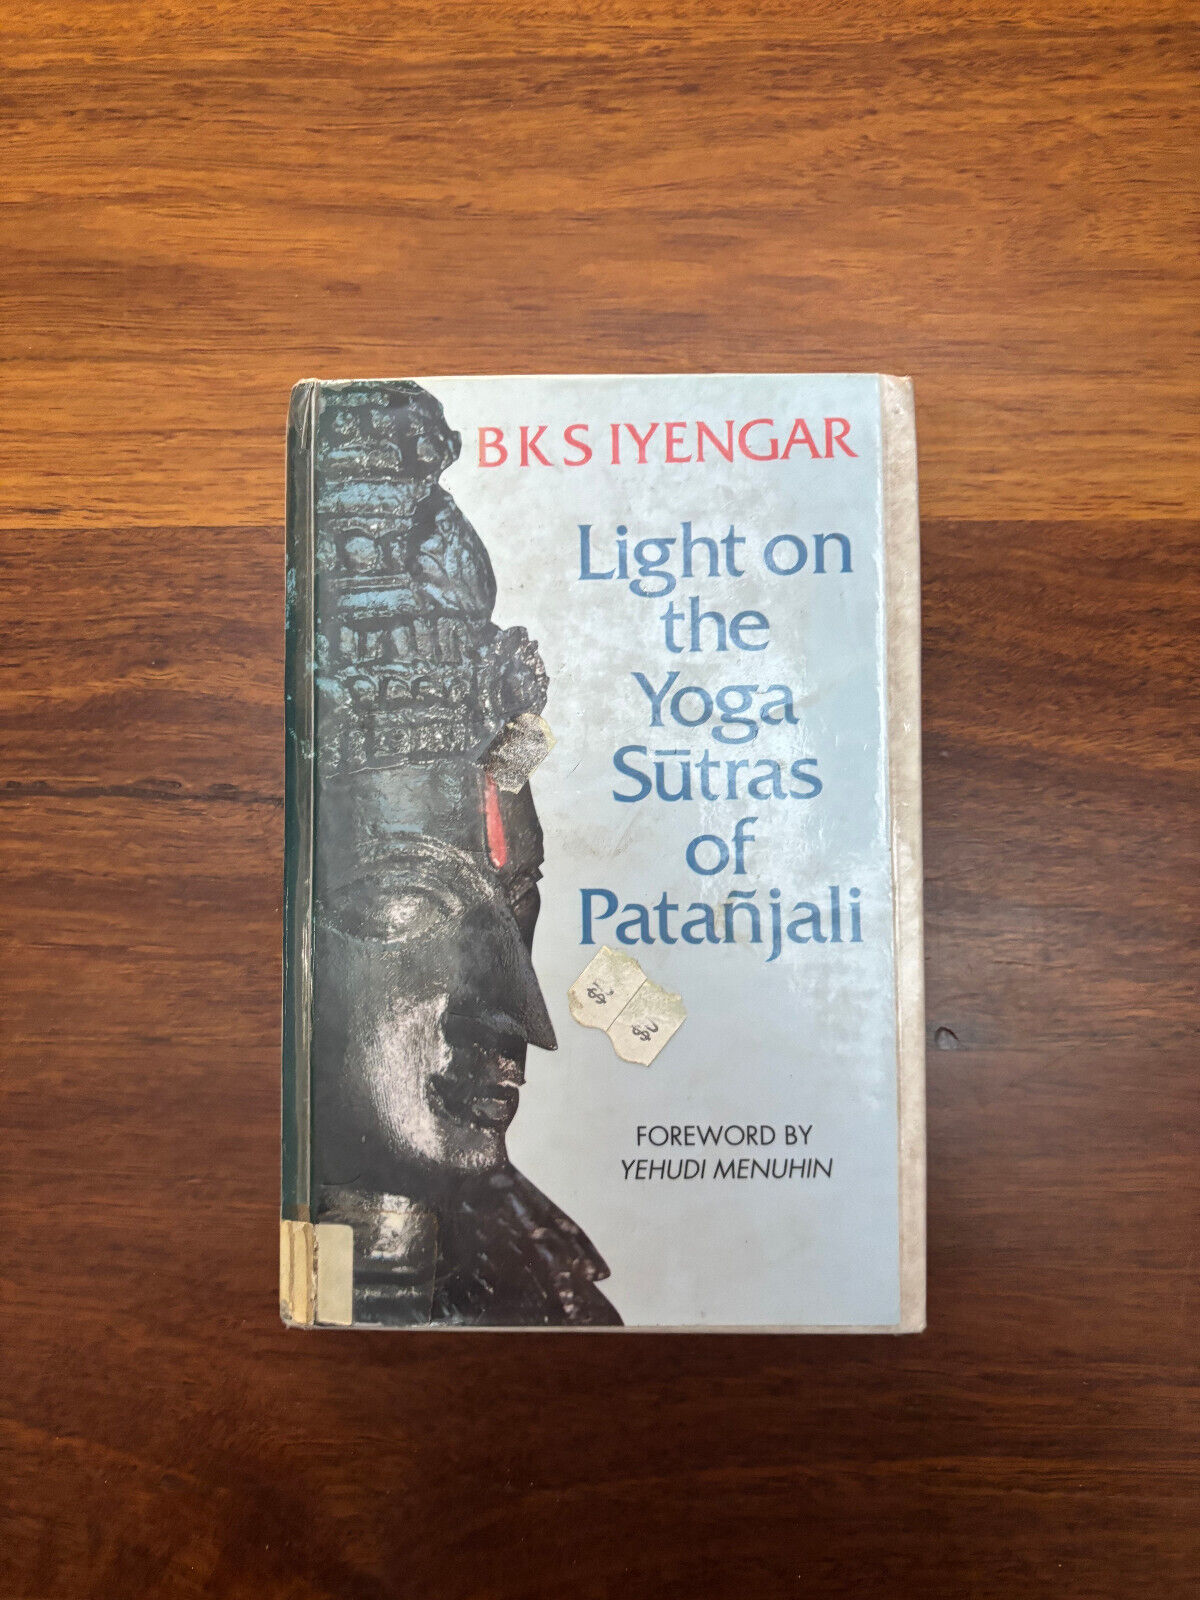 B K S IYENGAR
Light on
the
Yoga
Sūtras
of
Patañjali
FOREWORD BY
YEHUDI MENUHIN